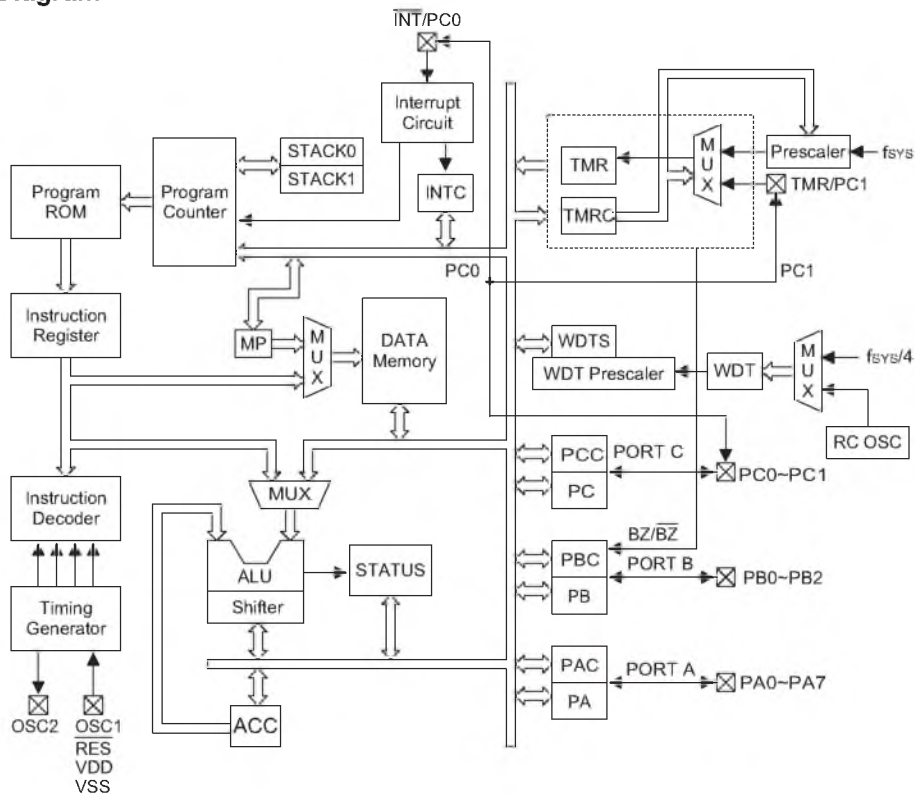 INT/PC0
Interrupt
Circuit
STACK0
STACK1
INTC
Program
ROM
Program
Counter
TMR
TMRC
M
U
X
Prescaler
fSYS
TMR/PC1
PC0
PC1
Instruction
Register
MP
M
U
X
DATA
Memory
WDTS
WDT Prescaler
WDT
M
U
X
fSYS/4
RC OSC
PCC
PC
PORT C
PC0~PC1
Instruction
Decoder
MUX
ALU
Shifter
STATUS
BZ/BZ
PBC
PB
PORT B
PB0~PB2
Timing
Generator
PAC
PA
PORT A
PA0~PA7
ACC
OSC2
OSC1
RES
VDD
VSS